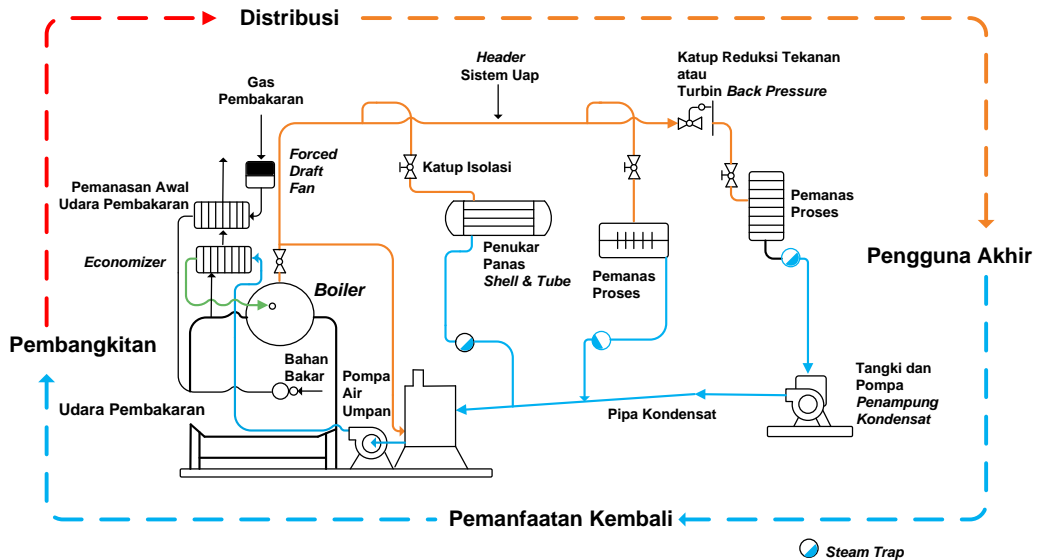 Distribusi
Header
Sistem Uap
Katup Reduksi Tekanan
atau
Turbin Back Pressure
Gas
Pembakaran
Forced
Draft
Fan
Katup Isolasi
Pemanasan Awal
Udara Pembakaran
Pemanas
Proses
Penukar
Panas
Shell & Tube
Economizer
Pemanas
Proses
Pengguna Akhir
Boiler
Pembangkitan
Bahan
Bakar
Pompa
Air
Umpan
Tangki dan
Pompa
Penampung
Kondensat
Udara Pembakaran
Pipa Kondensat
Pemanfaatan Kembali
Steam Trap